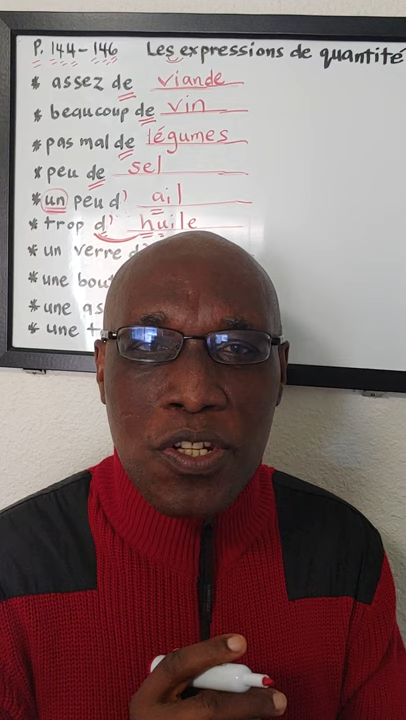 P. 144-146 Les expressions de quantité
* assez de viande
* beaucoup de vin
* pas mal de légumes
* peu de sel
* un peu d' ail
* trop d' huile
* un verre
* une
* une
* une